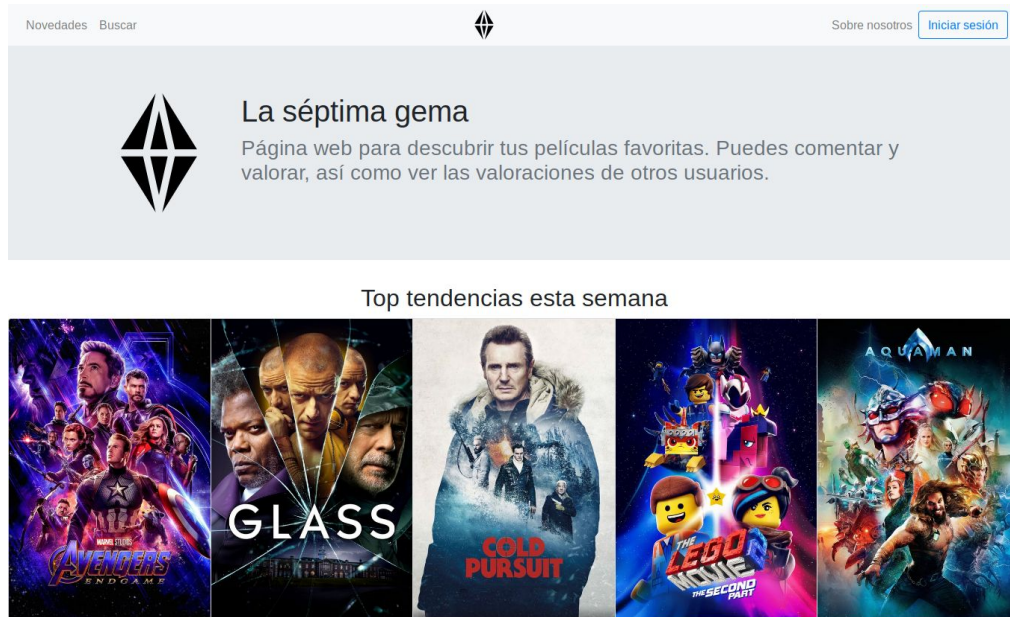 Novedades Buscar Sobre nosotros Iniciar sesión
La séptima gema
Página web para descubrir tus películas favoritas. Puedes comentar y
valorar, así como ver las valoraciones de otros usuarios.
Top tendencias esta semana
MARVEL STUDIOS
AVENGERS
ENDGAME
GLASS
COLD
PURSUIT
THE
LEGO
MOVIE 2
THE SECOND
PART
AQUAMAN